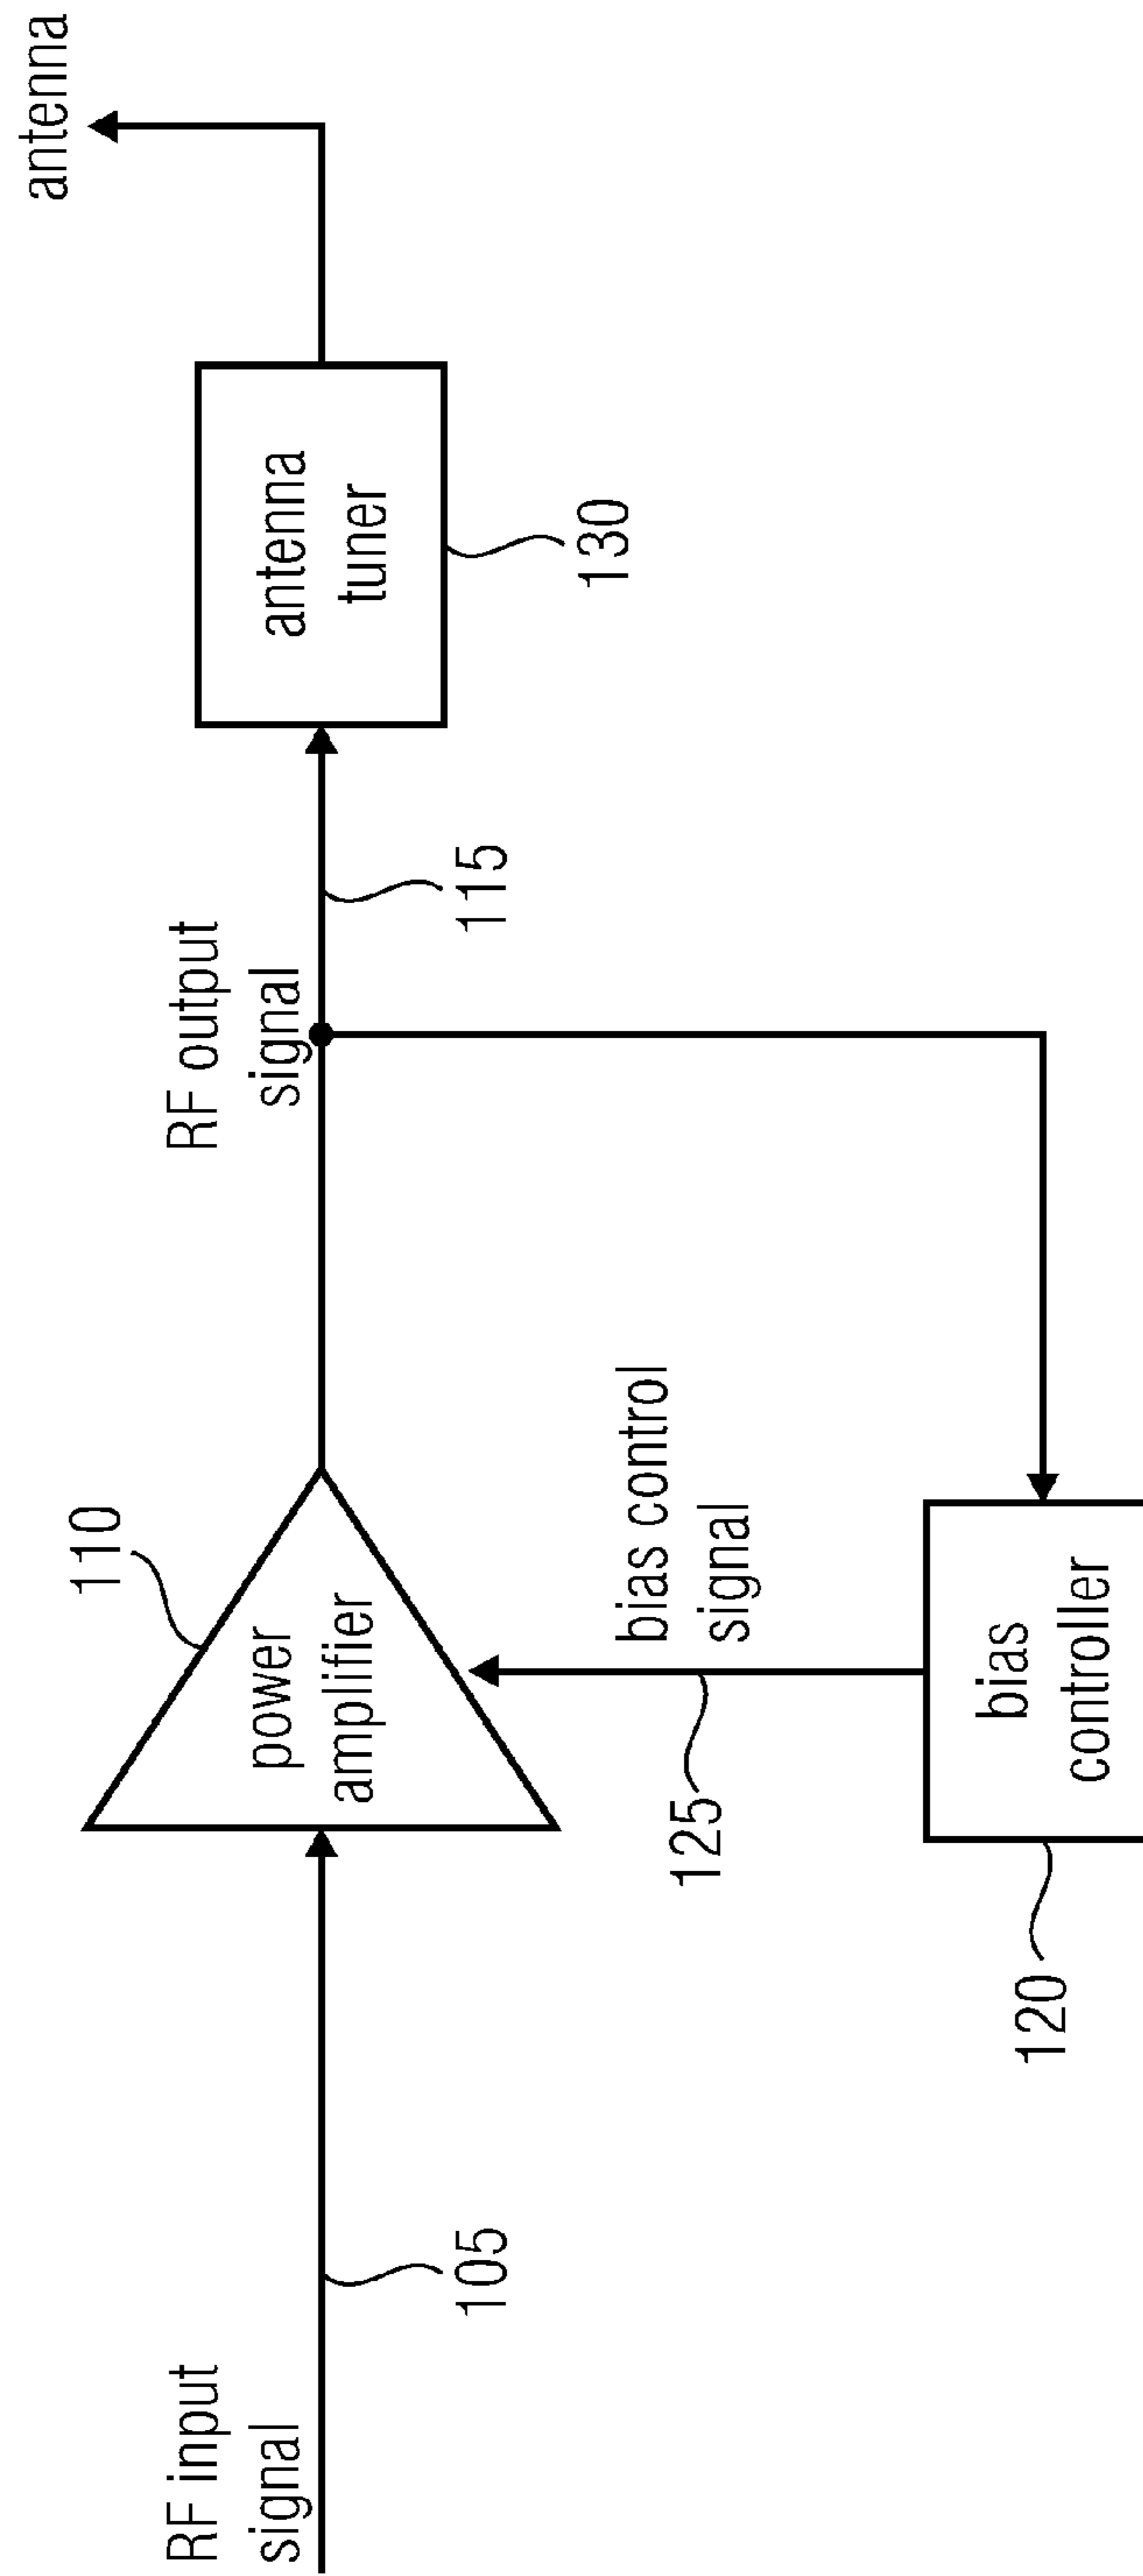 RF input
signal
105
110
power
amplifier
RF output
signal
115
antenna
tuner
130
antenna
bias control
signal
125
bias
controller
120